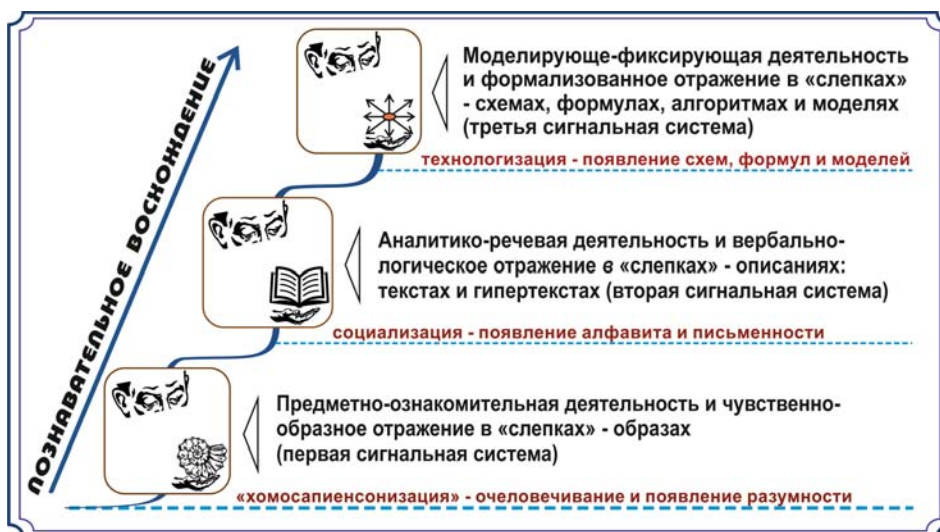 ПОЗНАВАТЕЛЬНОЕ ВОСХОЖДЕНИЕ
Моделирующе-фиксирующая деятельность
и формализованное отражение в «слепках»
- схемах, формулах, алгоритмах и моделях
(третья сигнальная система)
технологизация - появление схем, формул и моделей
Аналитико-речевая деятельность и вербально-
логическое отражение в «слепках» - описаниях:
текстах и гипертекстах (вторая сигнальная система)
социализация - появление алфавита и письменности
Предметно-ознакомительная деятельность и чувственно-
образное отражение в «слепках» - образах
(первая сигнальная система)
«хомосапиенсонизация» - очеловечивание и появление разумности